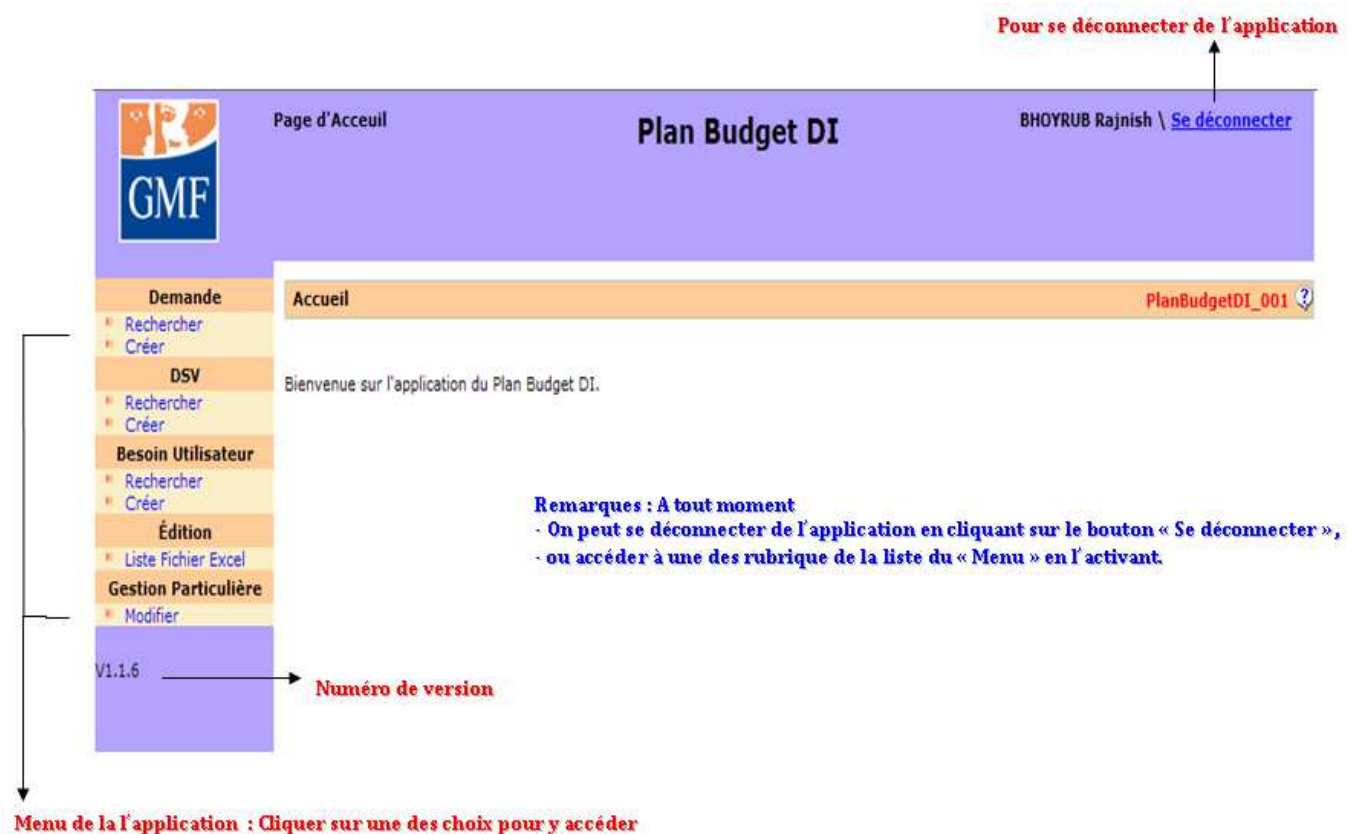 Pour se déconnecter de l'application
GMF
Page d'Acceuil
Plan Budget DI
BHOYRUB Rajnish \ Se déconnecter
Demande
Rechercher
Créer
DSV
Rechercher
Créer
Besoin Utilisateur
Rechercher
Créer
Édition
Liste Fichier Excel
Gestion Particulière
Modifier
V1.1.6
Accueil
PlanBudgetDI_001 ?
Bienvenue sur l'application du Plan Budget DI.
Remarques : A tout moment
- On peut se déconnecter de l'application en cliquant sur le bouton « Se déconnecter »,
- ou accéder à une des rubrique de la liste du « Menu » en l'activant.
Numéro de version
Menu de la l'application : Cliquer sur une des choix pour y accéder